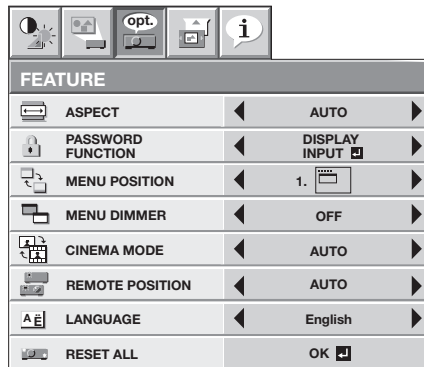 opt.
i
FEATURE
ASPECT AUTO
PASSWORD FUNCTION DISPLAY INPUT
MENU POSITION 1.
MENU DIMMER OFF
CINEMA MODE AUTO
REMOTE POSITION AUTO
A Ë LANGUAGE English
RESET ALL OK